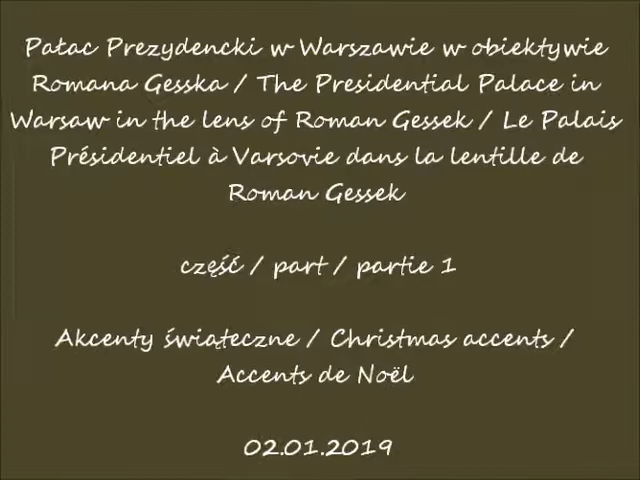 Pałac Prezydencki w Warszawie w obiektywie
Romana Gesska / The Presidential Palace in
Warsaw in the lens of Roman Gessek / Le Palais
Présidentiel à Varsovie dans la lentille de
Roman Gessek
część / part / partie 1
Akcenty świąteczne / Christmas accents /
Accents de Noël
02.01.2019